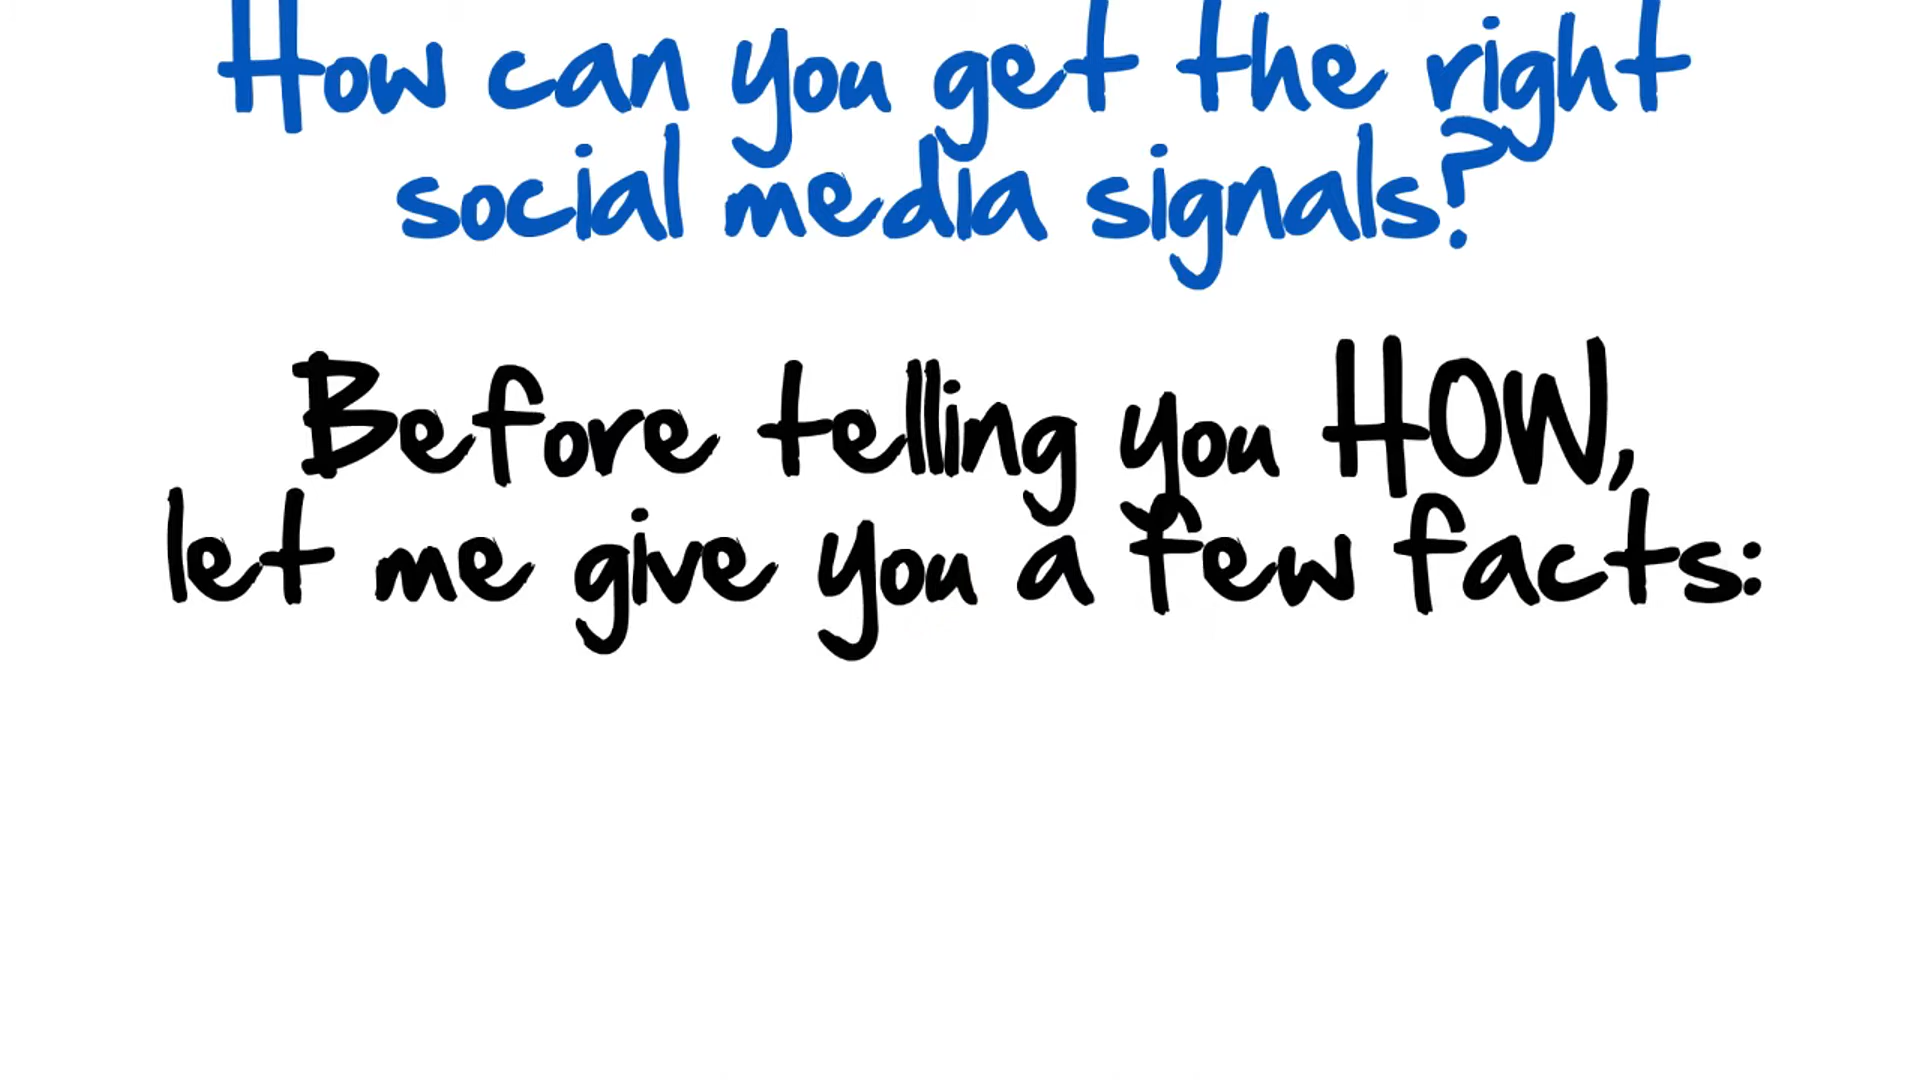 How can you get the right
social media signals?
Before telling you HOW,
let me give you a few facts: